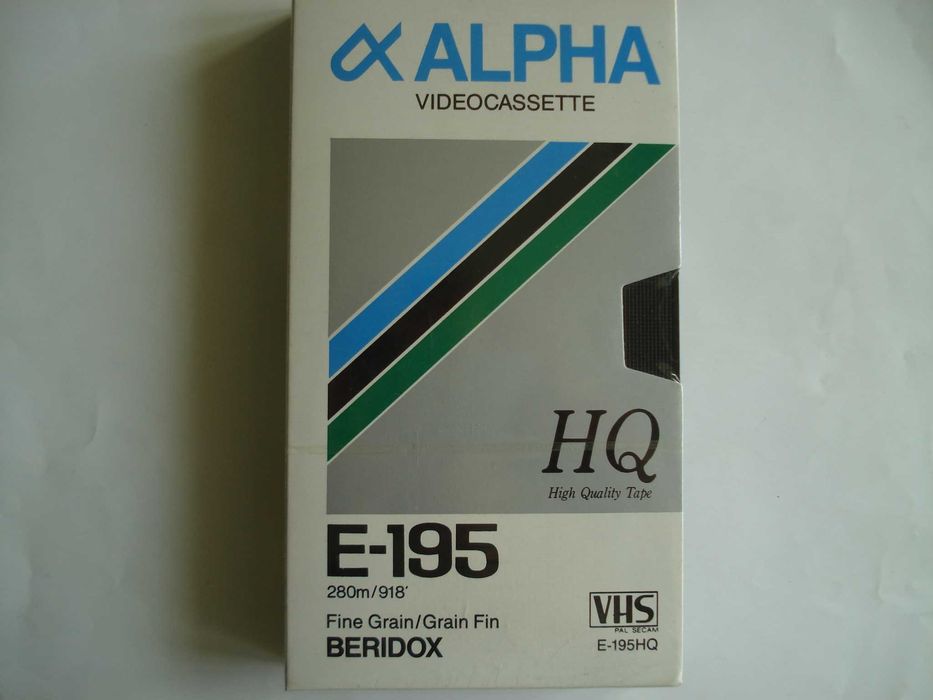 α ALPHA
VIDEOCASSETTE
HQ
High Quality Tape
E-195
280m/918'
Fine Grain/Grain Fin
BERIDOX
VHS
PAL SECAM
E-195HQ